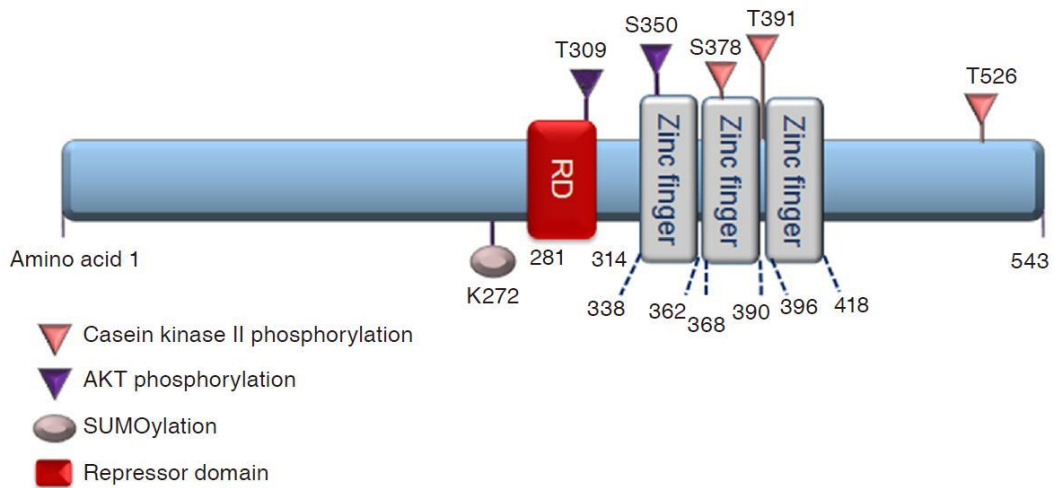 T391
S350
T309
S378
T526
RD
Zinc finger
Zinc finger
Zinc finger
Amino acid 1
281
314
543
K272
338
362
368
390
396
418
Casein kinase II phosphorylation
AKT phosphorylation
SUMOylation
Repressor domain